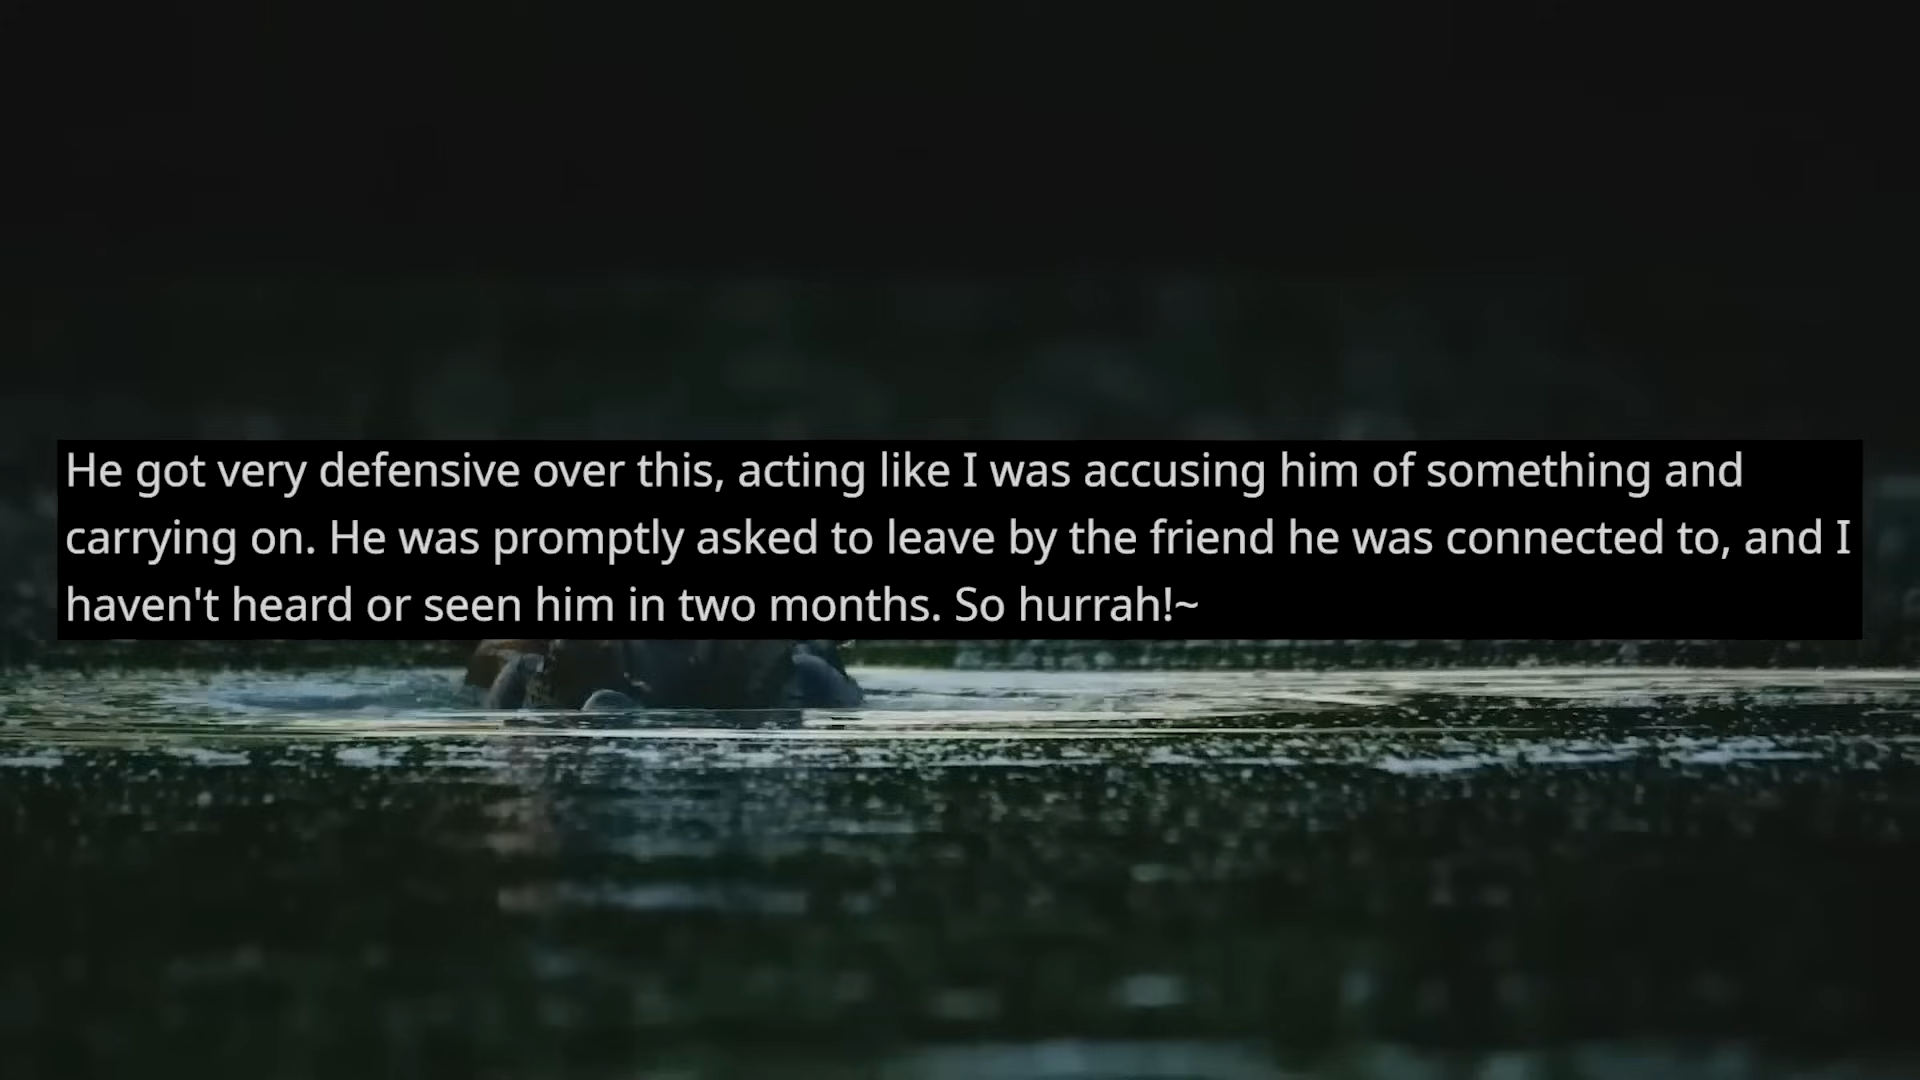 He got very defensive over this, acting like I was accusing him of something and
carrying on. He was promptly asked to leave by the friend he was connected to, and I
haven't heard or seen him in two months. So hurrah!~